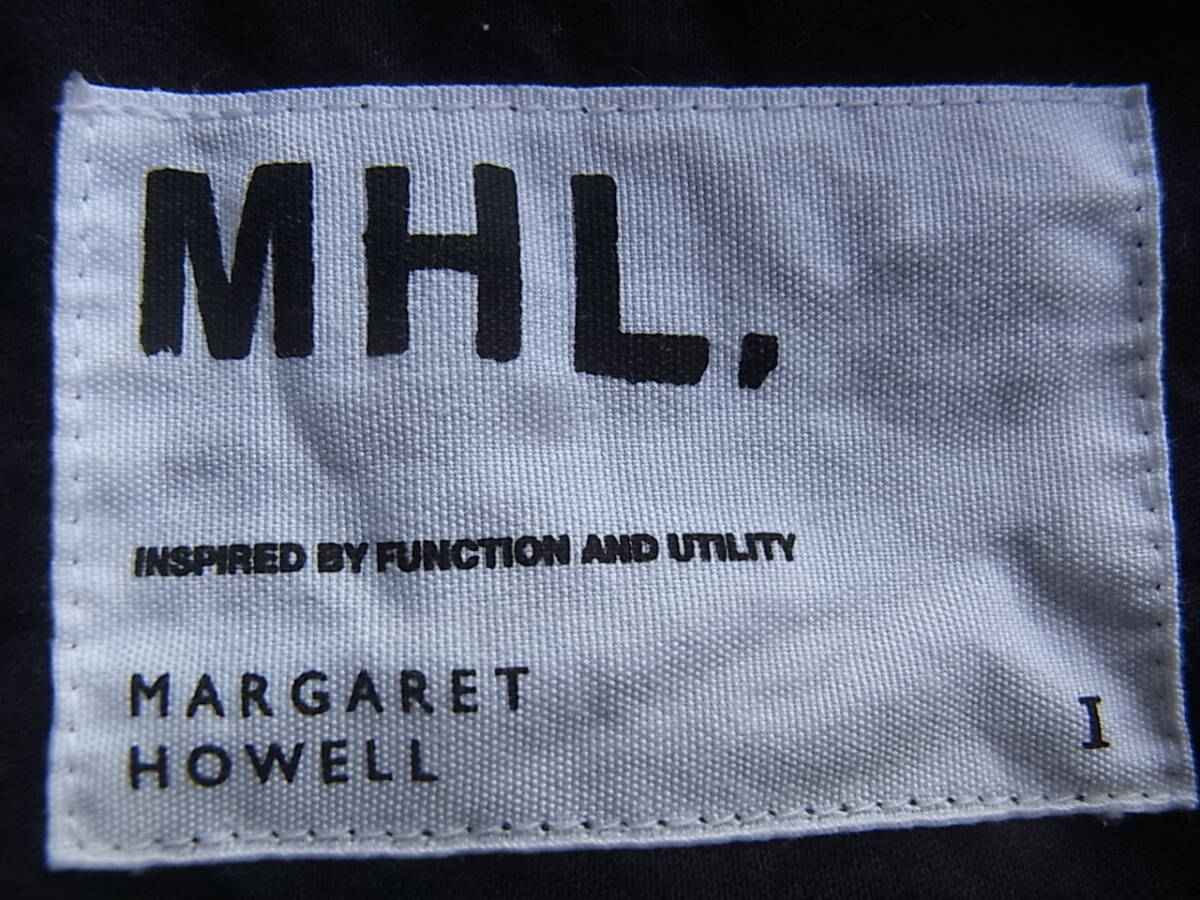 MHL,
INSPIRED BY FUNCTION AND UTILITY
MARGARET
HOWELL
I